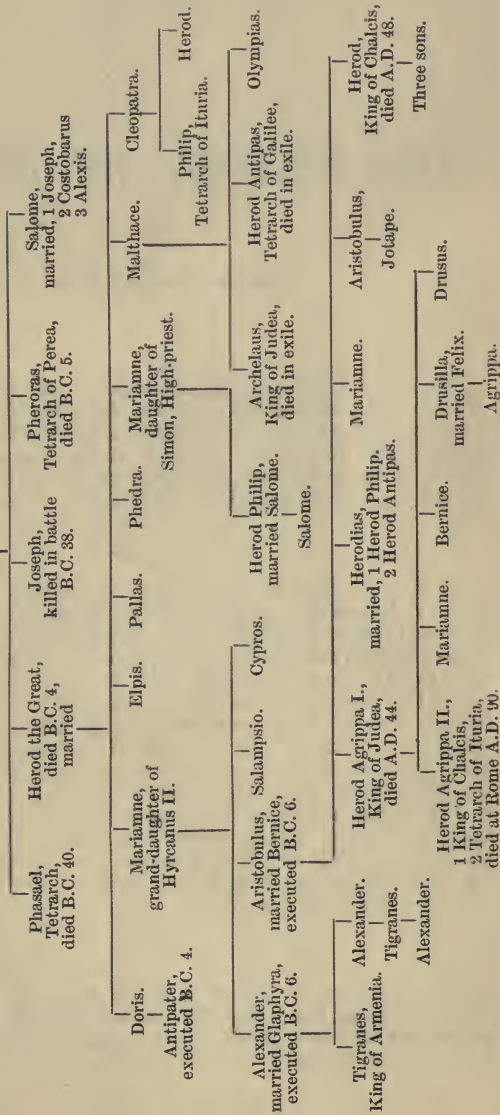 Phasael,
Tetrarch,
died B.C. 40.
Herod the Great,
died B.C. 4,
married
Joseph,
killed in battle
B.C. 38.
Pheroras,
Tetrarch of Perea,
died B.C. 5.
Salome,
married, 1 Joseph,
2 Costobarus
3 Alexis.
Doris.
Mariamne,
grand-daughter of
Hyrcanus II.
Elpis.
Pallas.
Phedra.
Mariamne,
daughter of
Simon, High-priest.
Malthace.
Cleopatra.
Antipater,
executed B.C. 4.
Philip,
Tetrarch of Ituria.
Herod.
Alexander,
married Glaphyra,
executed B.C. 6.
Aristobulus,
married Bernice,
executed B.C. 6.
Salampsio.
Cypros.
Herod Philip,
married Salome.
Salome.
Archelaus,
King of Judea,
died in exile.
Herod Antipas,
Tetrarch of Galilee,
died in exile.
Olympias.
Tigranes,
King of Armenia.
Alexander.
Tigranes.
Alexander.
Herod Agrippa I.,
King of Judea,
died A.D. 44.
Herodias,
married, 1 Herod Philip.
2 Herod Antipas.
Mariamne.
Aristobulus,
Jotape.
Herod,
King of Chalcis,
died A.D. 48.
Three sons.
Herod Agrippa II.,
1 King of Chalcis,
2 Tetrarch of Ituria,
died at Rome A.D. 90.
Mariamne.
Bernice.
Drusilla,
married Felix.
Agrippa.
Drusus.